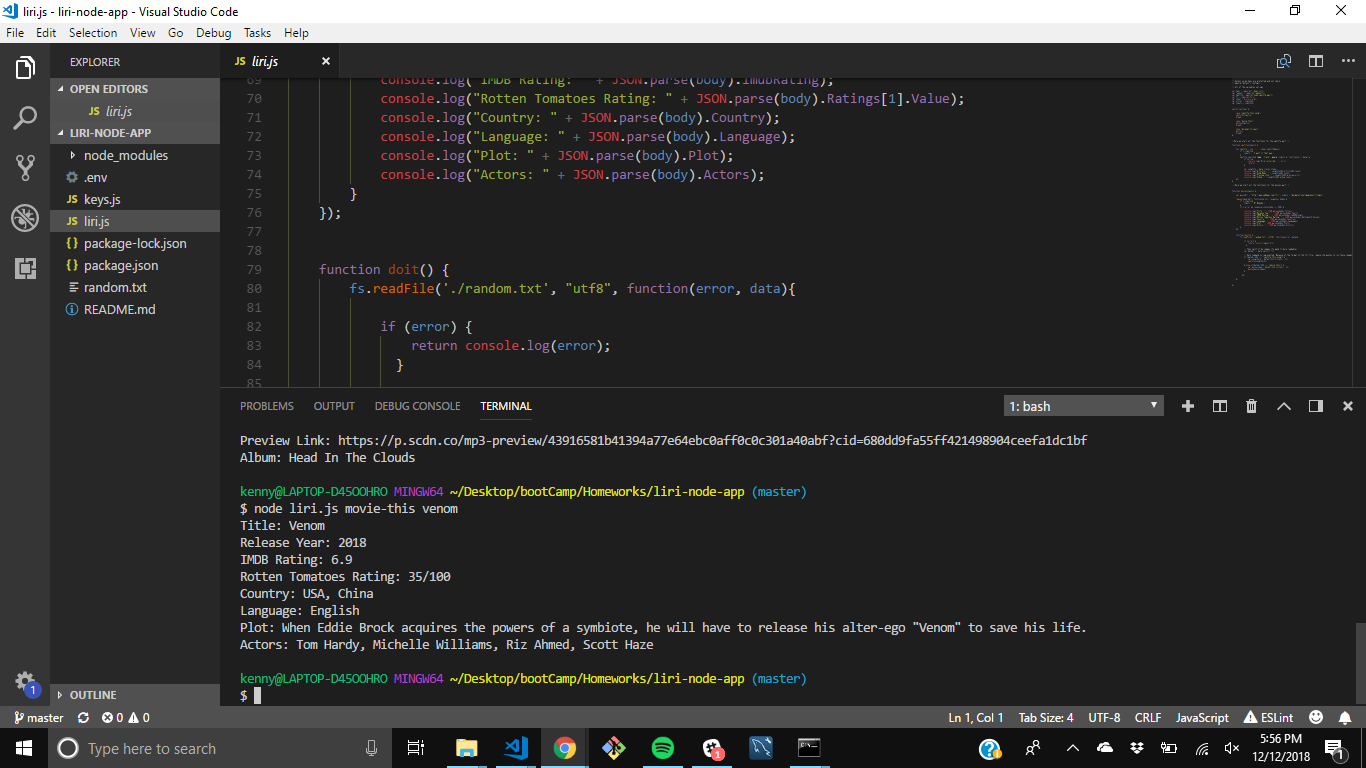 liri.js - liri-node-app - Visual Studio Code
File Edit Selection View Go Debug Tasks Help
EXPLORER
OPEN EDITORS
JS liri.js
LIRI-NODE-APP
node_modules
.env
JS keys.js
JS liri.js
{} package-lock.json
{} package.json
random.txt
README.md
OUTLINE
JS liri.js
69 console.log("IMDB Rating: " + JSON.parse(body).imdbRating);
70 console.log("Rotten Tomatoes Rating: " + JSON.parse(body).Ratings[1].Value);
71 console.log("Country: " + JSON.parse(body).Country);
72 console.log("Language: " + JSON.parse(body).Language);
73 console.log("Plot: " + JSON.parse(body).Plot);
74 console.log("Actors: " + JSON.parse(body).Actors);
75 }
76 });
77
78
79 function doit() {
80 fs.readFile('./random.txt', "utf8", function(error, data){
81
82 if (error) {
83 return console.log(error);
84 }
85
PROBLEMS OUTPUT DEBUG CONSOLE TERMINAL
1: bash
Preview Link: https://p.scdn.co/mp3-preview/43916581b41394a77e64ebc0aff0c0c301a40abf?cid=680dd9fa55ff421498904ceefa1dc1bf
Album: Head In The Clouds
kenny@LAPTOP-D45OOHRO MINGW64 ~/Desktop/bootCamp/Homeworks/liri-node-app (master)
$ node liri.js movie-this venom
Title: Venom
Release Year: 2018
IMDB Rating: 6.9
Rotten Tomatoes Rating: 35/100
Country: USA, China
Language: English
Plot: When Eddie Brock acquires the powers of a symbiote, he will have to release his alter-ego "Venom" to save his life.
Actors: Tom Hardy, Michelle Williams, Riz Ahmed, Scott Haze
kenny@LAPTOP-D45OOHRO MINGW64 ~/Desktop/bootCamp/Homeworks/liri-node-app (master)
$
1
master 0 0 Ln 1, Col 1 Tab Size: 4 UTF-8 CRLF JavaScript ESLint
Type here to search
1
5:56 PM
12/12/2018
1